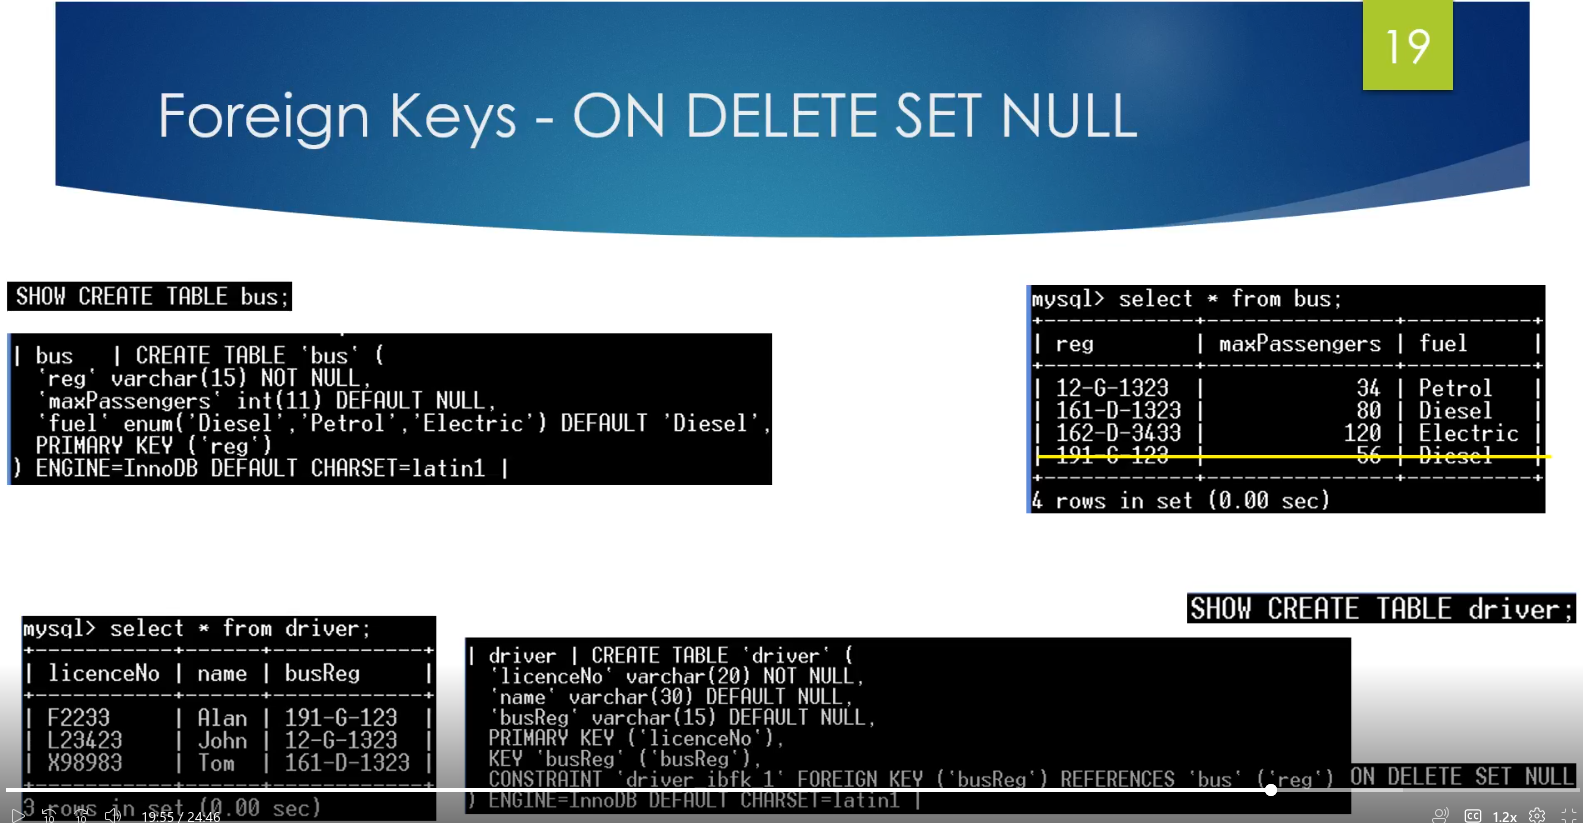 19
Foreign Keys - ON DELETE SET NULL
SHOW CREATE TABLE bus;
| bus   | CREATE TABLE `bus` (
`reg` varchar(15) NOT NULL,
`maxPassengers` int(11) DEFAULT NULL,
`fuel` enum('Diesel','Petrol','Electric') DEFAULT 'Diesel',
PRIMARY KEY (`reg`)
) ENGINE=InnoDB DEFAULT CHARSET=latin1 |
mysql> select * from bus;
+-------------+---------------+----------+
| reg | maxPassengers | fuel |
+-------------+---------------+----------+
| 12-G-1323 | 34 | Petrol |
| 161-D-1323 | 80 | Diesel |
| 162-D-3433 | 120 | Electric |
| 191-G-123 | 56 | Diesel |
+-------------+---------------+----------+
4 rows in set (0.00 sec)
mysql> select * from driver;
+-----------+------+------------+
| licenceNo | name | busReg |
+-----------+------+------------+
| F2233 | Alan | 191-G-123 |
| L23423 | John | 12-G-1323 |
| X98983 | Tom | 161-D-1323 |
+-----------+------+------------+
3 rows in set (0.00 sec)
SHOW CREATE TABLE driver;
| driver | CREATE TABLE `driver` (
`licenceNo` varchar(20) NOT NULL,
`name` varchar(30) DEFAULT NULL,
`busReg` varchar(15) DEFAULT NULL,
PRIMARY KEY (`licenceNo`),
KEY `busReg` (`busReg`),
CONSTRAINT `driver_ibfk_1` FOREIGN KEY (`busReg`) REFERENCES `bus` (`reg`) ON DELETE SET NULL
) ENGINE=InnoDB DEFAULT CHARSET=latin1 |
10 10 19:55 / 24:46 CC 1.2x